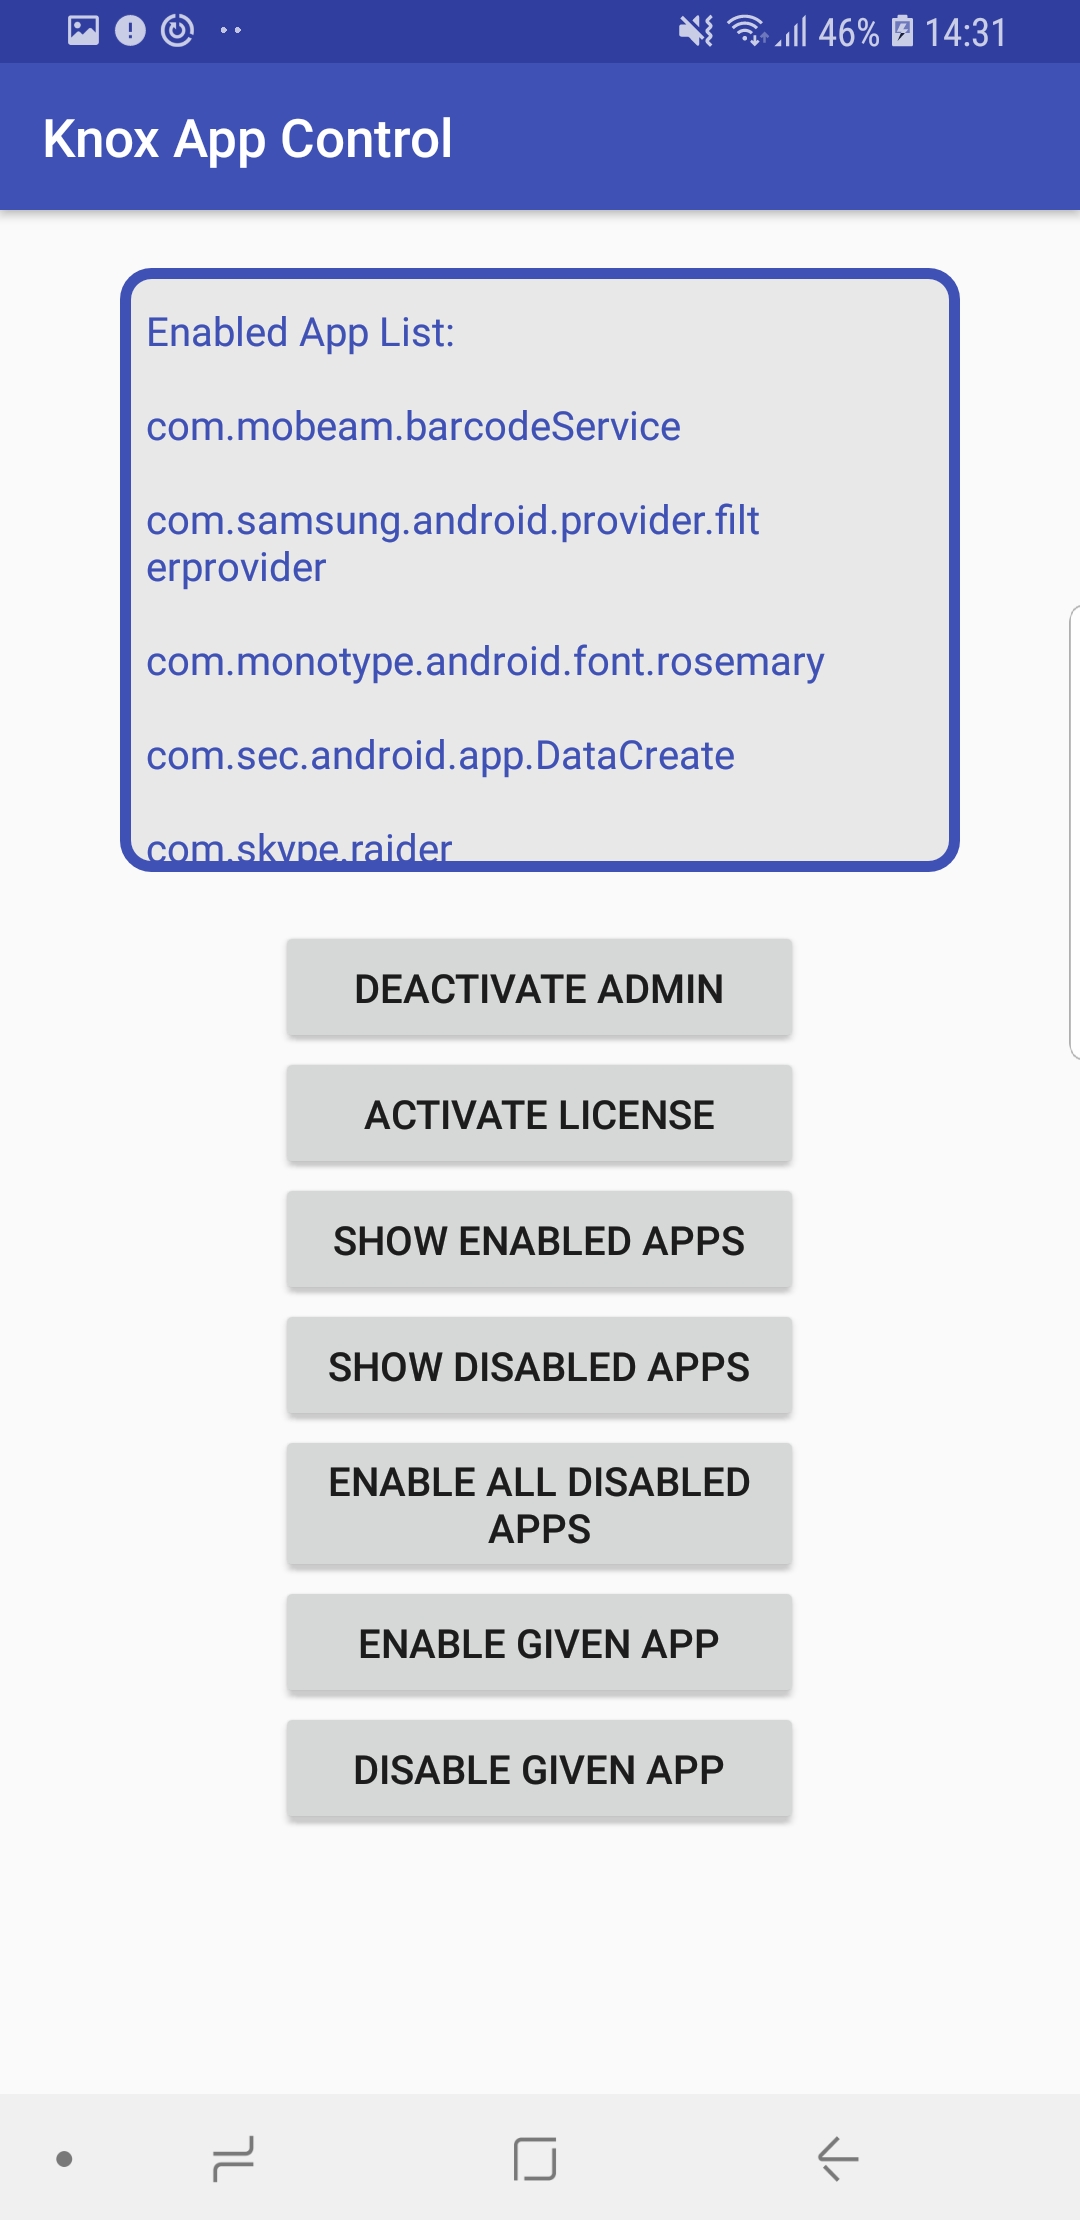 46% 14:31
Knox App Control
Enabled App List:
com.mobeam.barcodeService
com.samsung.android.provider.filt
erprovider
com.monotype.android.font.rosemary
com.sec.android.app.DataCreate
com.skype.raider
DEACTIVATE ADMIN
ACTIVATE LICENSE
SHOW ENABLED APPS
SHOW DISABLED APPS
ENABLE ALL DISABLED
APPS
ENABLE GIVEN APP
DISABLE GIVEN APP